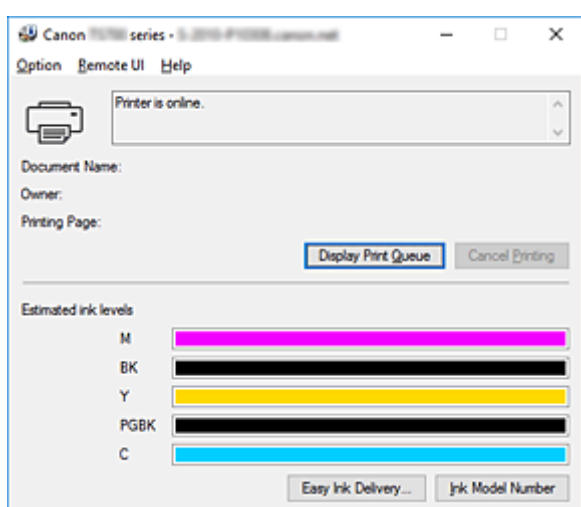 Canon series -
Option Remote UI Help
Printer is online.
Document Name:
Owner:
Printing Page:
Display Print Queue Cancel Printing
Estimated ink levels
M
BK
Y
PGBK
C
Easy Ink Delivery... Ink Model Number